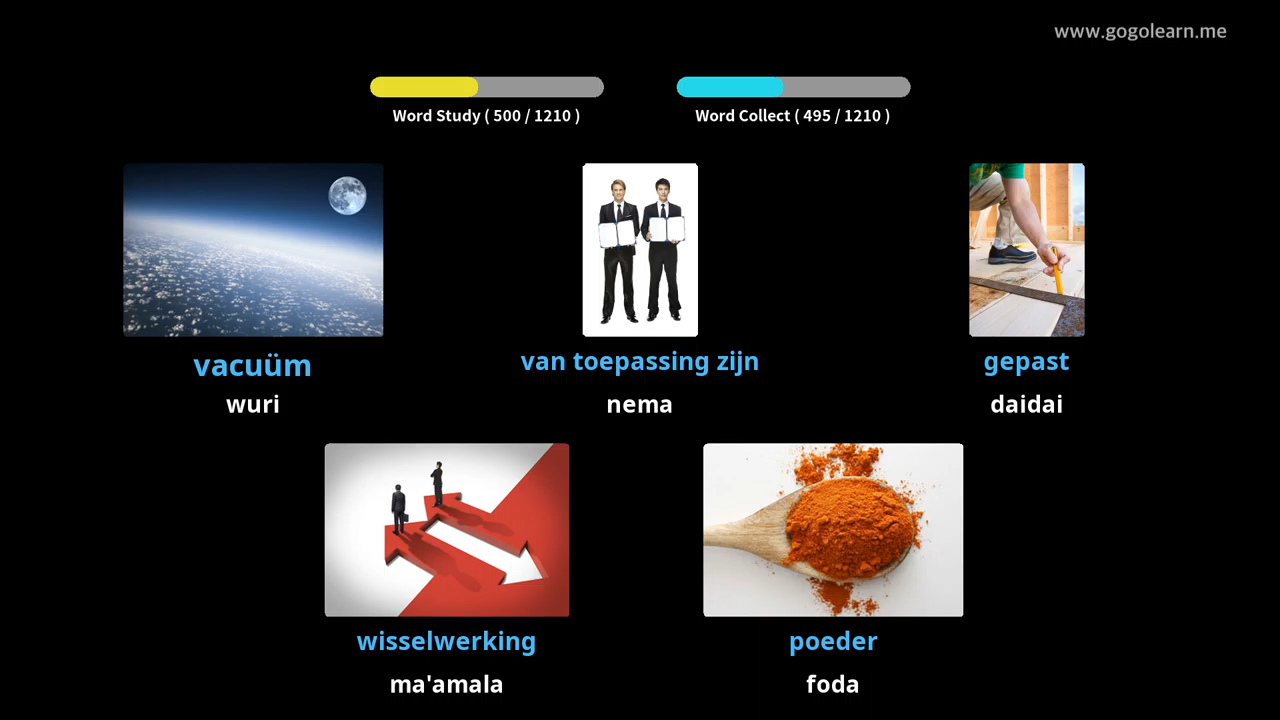 www.gogolearn.me
Word Study ( 500 / 1210 )
Word Collect ( 495 / 1210 )
vacuüm
wuri
van toepassing zijn
nema
gepast
daidai
wisselwerking
ma'amala
poeder
foda